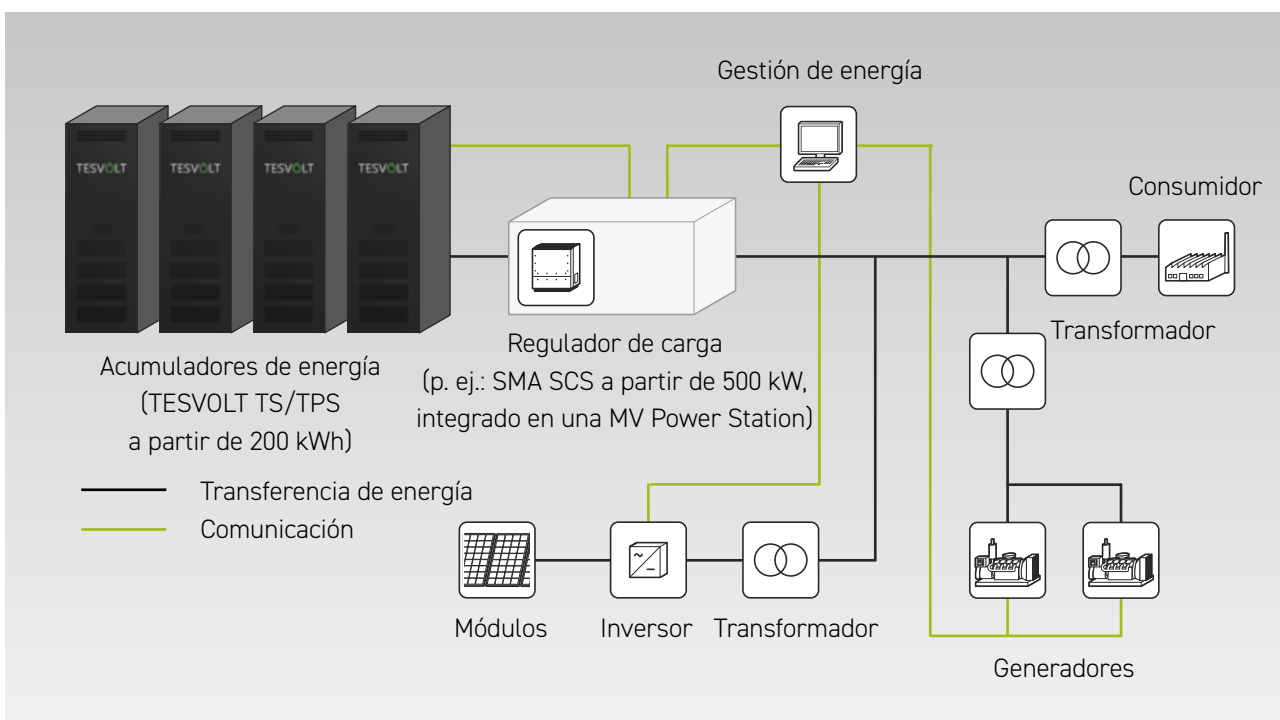 Gestión de energía
TESVOLT
TESVOLT
TESVOLT
TESVOLT
Consumidor
Transformador
Regulador de carga
(p. ej.: SMA SCS a partir de 500 kW,
integrado en una MV Power Station)
Acumuladores de energía
(TESVOLT TS/TPS
a partir de 200 kWh)
Transferencia de energía
Comunicación
Módulos
Inversor
Transformador
Generadores